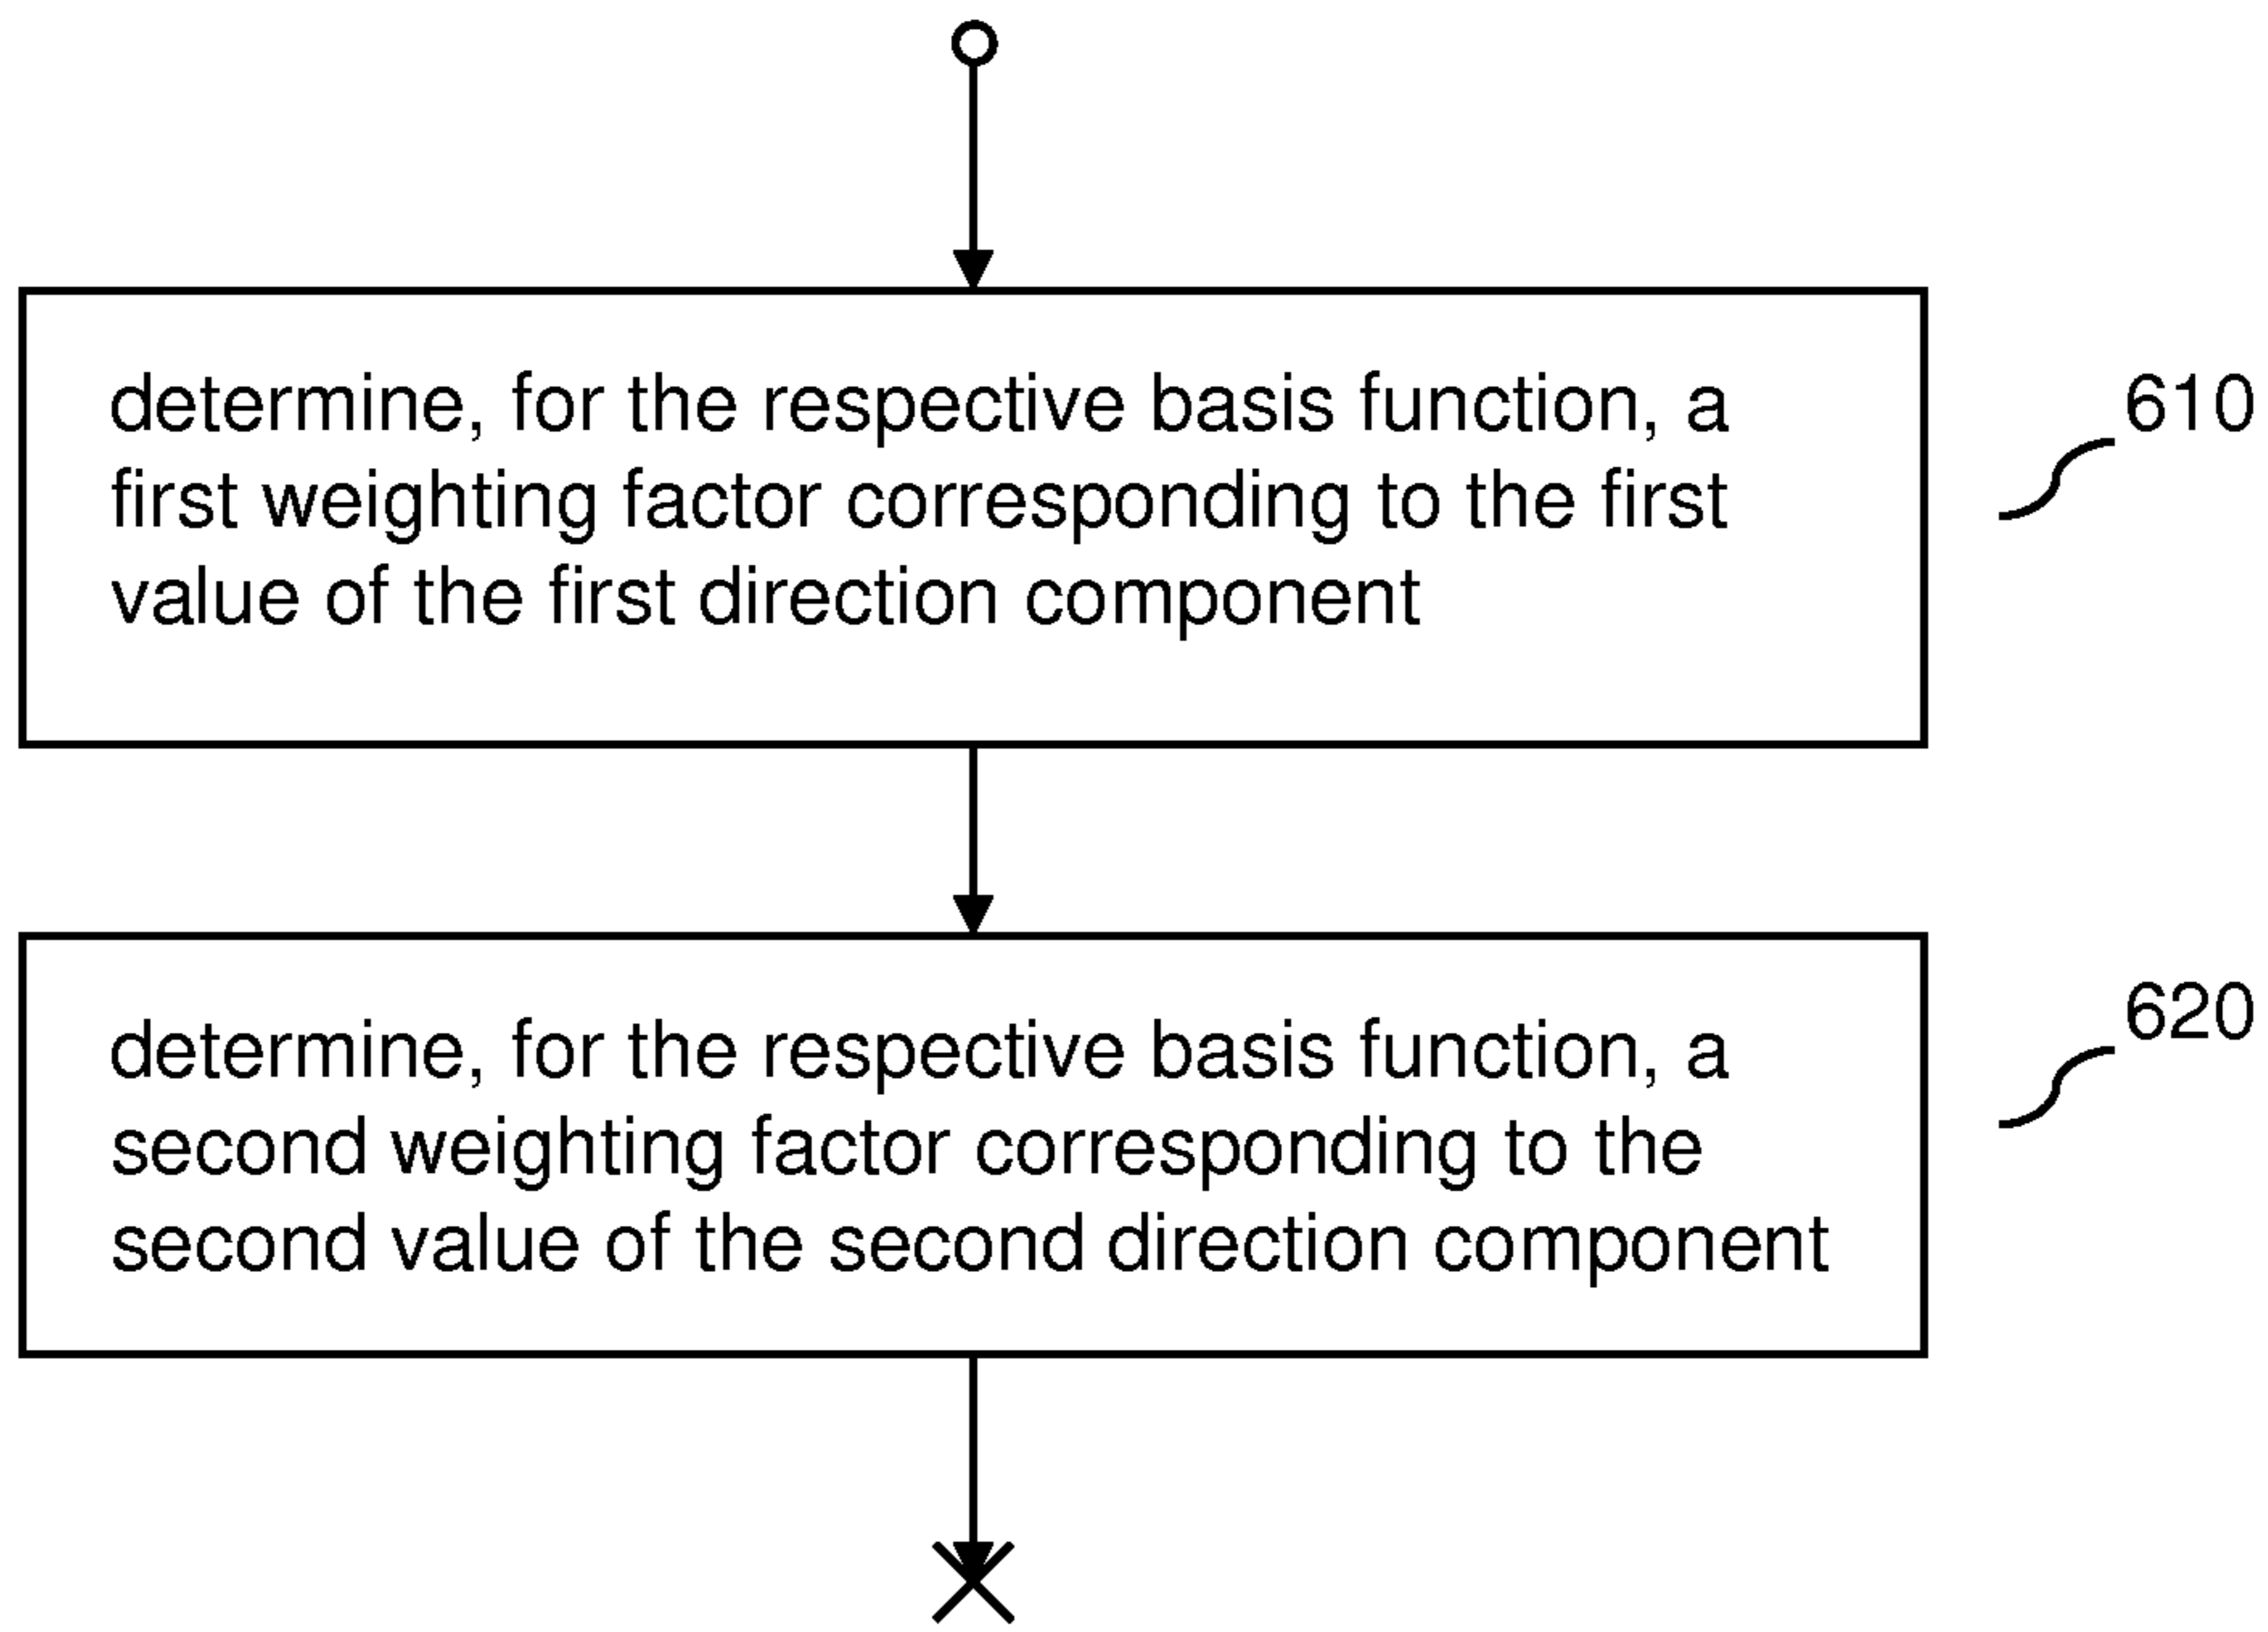 determine, for the respective basis function, a
first weighting factor corresponding to the first
value of the first direction component
610
determine, for the respective basis function, a
second weighting factor corresponding to the
second value of the second direction component
620